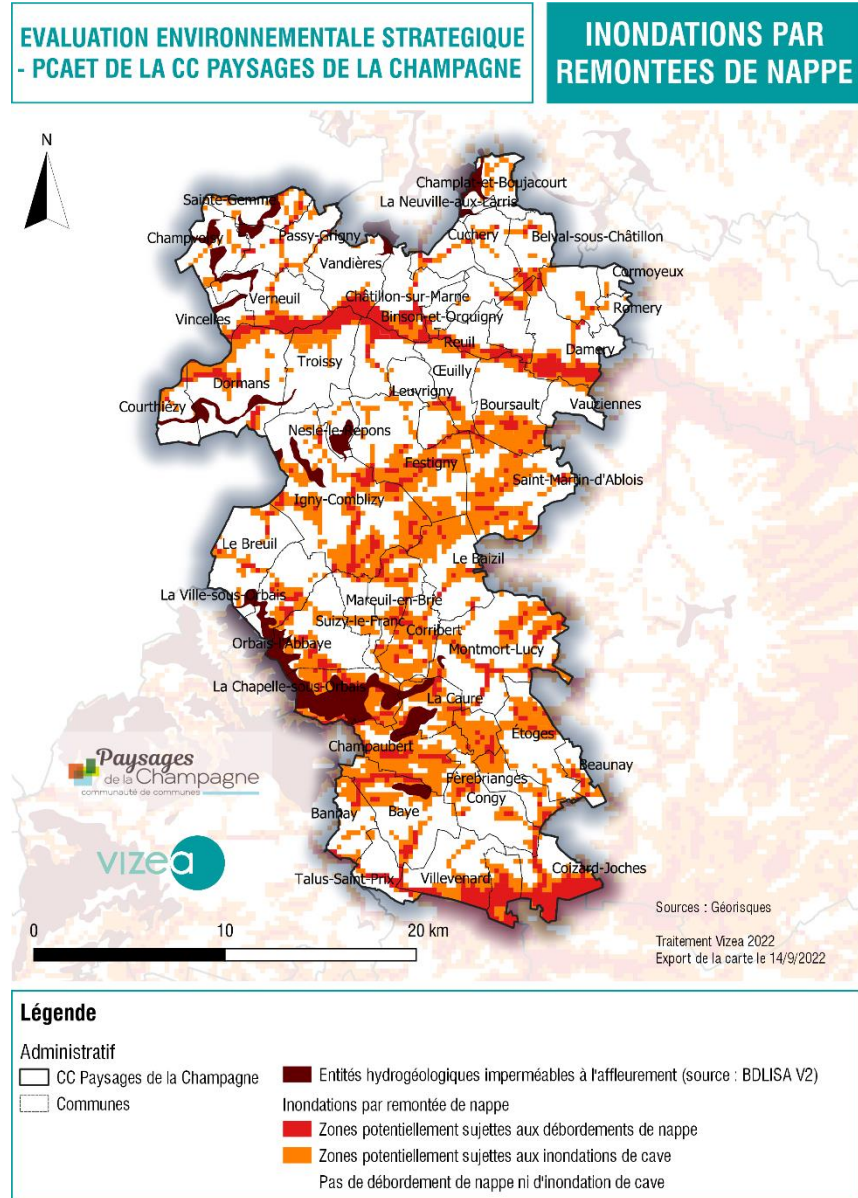 EVALUATION ENVIRONNEMENTALE STRATEGIQUE
- PCAET DE LA CC PAYSAGES DE LA CHAMPAGNE
INONDATIONS PAR
REMONTEES DE NAPPE
N
Champlat-et-Boujacourt
Sainte-Gemme
La Neuville-aux-Larris
Champvoisy
Passy-Grigny
Cuchery
Belval-sous-Châtillon
Vandières
Cormoyeux
Verneuil
Châtillon-sur-Marne
Romery
Vincelles
Binson-et-Orquigny
Reuil
Damery
Troissy
Œuilly
Dormans
Leuvrigny
Courthiézy
Boursault
Vauciennes
Nesle-le-Repons
Festigny
Saint-Martin-d'Ablois
Igny-Comblizy
Le Breuil
Le Baizil
La Ville-sous-Orbais
Mareuil-en-Brie
Suizy-le-Franc
Corribert
Orbais-l'Abbaye
Montmort-Lucy
La Chapelle-sous-Orbais
La Caure
Étoges
Champaubert
Beaunay
Férebrianges
Congy
Bannay
Baye
Coizard-Joches
Talus-Saint-Prix
Villevenard
Paysages
de la Champagne
communauté de communes
vizea
0 10 20 km
Sources : Géorisques
Traitement Vizea 2022
Export de la carte le 14/9/2022
Légende
Administratif
CC Paysages de la Champagne
Communes
Entités hydrogéologiques imperméables à l'affleurement (source : BDLISA V2)
Inondations par remontée de nappe
Zones potentiellement sujettes aux débordements de nappe
Zones potentiellement sujettes aux inondations de cave
Pas de débordement de nappe ni d'inondation de cave